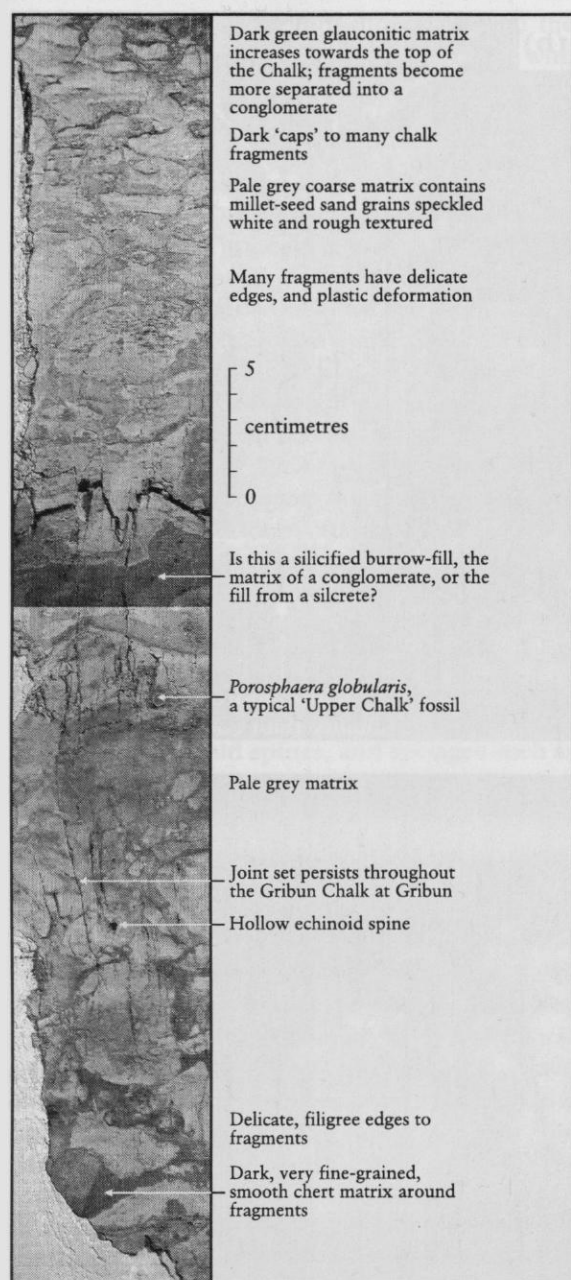 Dark green glauconitic matrix
increases towards the top of
the Chalk; fragments become
more separated into a
conglomerate
Dark ‘caps’ to many chalk
fragments
Pale grey coarse matrix contains
millet-seed sand grains speckled
white and rough textured
Many fragments have delicate
edges, and plastic deformation
5
centimetres
0
Is this a silicified burrow-fill, the
matrix of a conglomerate, or the
fill from a silcrete?
Porosphaera globularis,
a typical ‘Upper Chalk’ fossil
Pale grey matrix
Joint set persists throughout
the Gribun Chalk at Gribun
Hollow echinoid spine
Delicate, filigree edges to
fragments
Dark, very fine-grained,
smooth chert matrix around
fragments